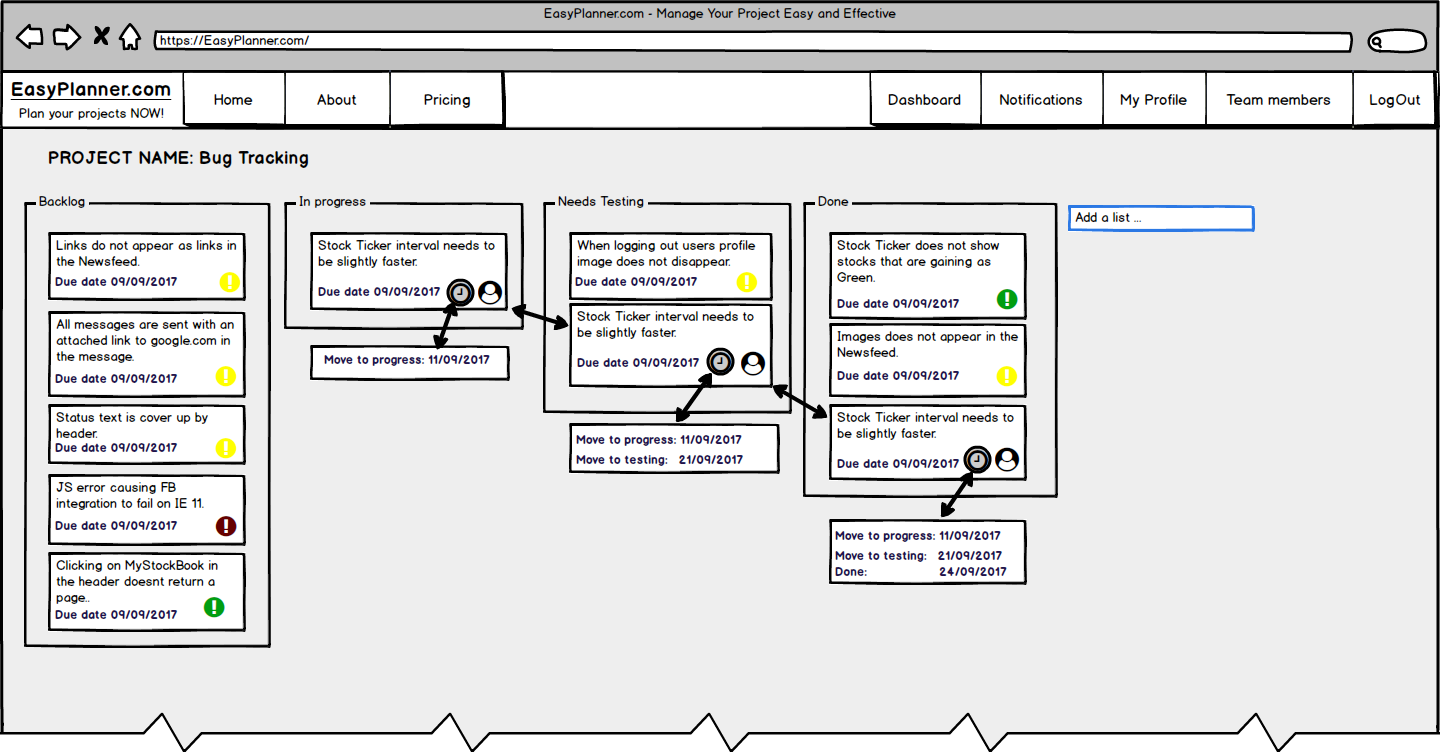 EasyPlanner.com - Manage Your Project Easy and Effective
https://EasyPlanner.com/
EasyPlanner.com
Plan your projects NOW!
Home
About
Pricing
Dashboard
Notifications
My Profile
Team members
LogOut
PROJECT NAME: Bug Tracking
Backlog
Links do not appear as links in
the Newsfeed.
Due date 09/09/2017
All messages are sent with an
attached link to google.com in
the message.
Due date 09/09/2017
Status text is cover up by
header.
Due date 09/09/2017
JS error causing FB
integration to fail on IE 11.
Due date 09/09/2017
Clicking on MyStockBook in
the header doesnt return a
page..
Due date 09/09/2017
In progress
Stock Ticker interval needs to
be slightly faster.
Due date 09/09/2017
Move to progress: 11/09/2017
Needs Testing
When logging out users profile
image does not disappear.
Due date 09/09/2017
Stock Ticker interval needs to
be slightly faster.
Due date 09/09/2017
Move to progress: 11/09/2017
Move to testing: 21/09/2017
Done
Stock Ticker does not show
stocks that are gaining as
Green.
Due date 09/09/2017
Images does not appear in the
Newsfeed.
Due date 09/09/2017
Stock Ticker interval needs to
be slightly faster.
Due date 09/09/2017
Move to progress: 11/09/2017
Move to testing: 21/09/2017
Done: 24/09/2017
Add a list ...